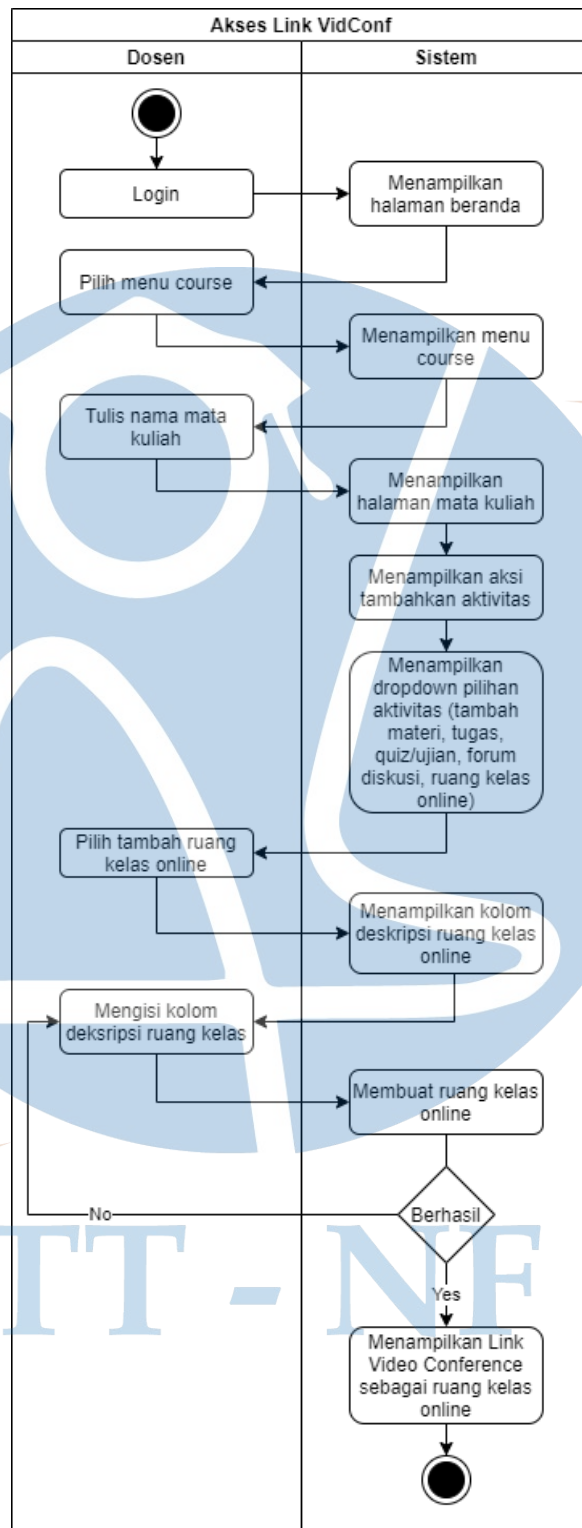 Akses Link VidConf
Dosen
Sistem
Login
Menampilkan
halaman beranda
Pilih menu course
Menampilkan menu
course
Tulis nama mata
kuliah
Menampilkan
halaman mata kuliah
Menampilkan aksi
tambahkan aktivitas
Menampilkan
dropdown pilihan
aktivitas (tambah
materi, tugas,
quiz/ujian, forum
diskusi, ruang kelas
online)
Pilih tambah ruang
kelas online
Menampilkan kolom
deskripsi ruang kelas
online
Mengisi kolom
deksripsi ruang kelas
Membuat ruang kelas
online
No
Berhasil
TT - NF
Yes
Menampilkan Link
Video Conference
sebagai ruang kelas
online